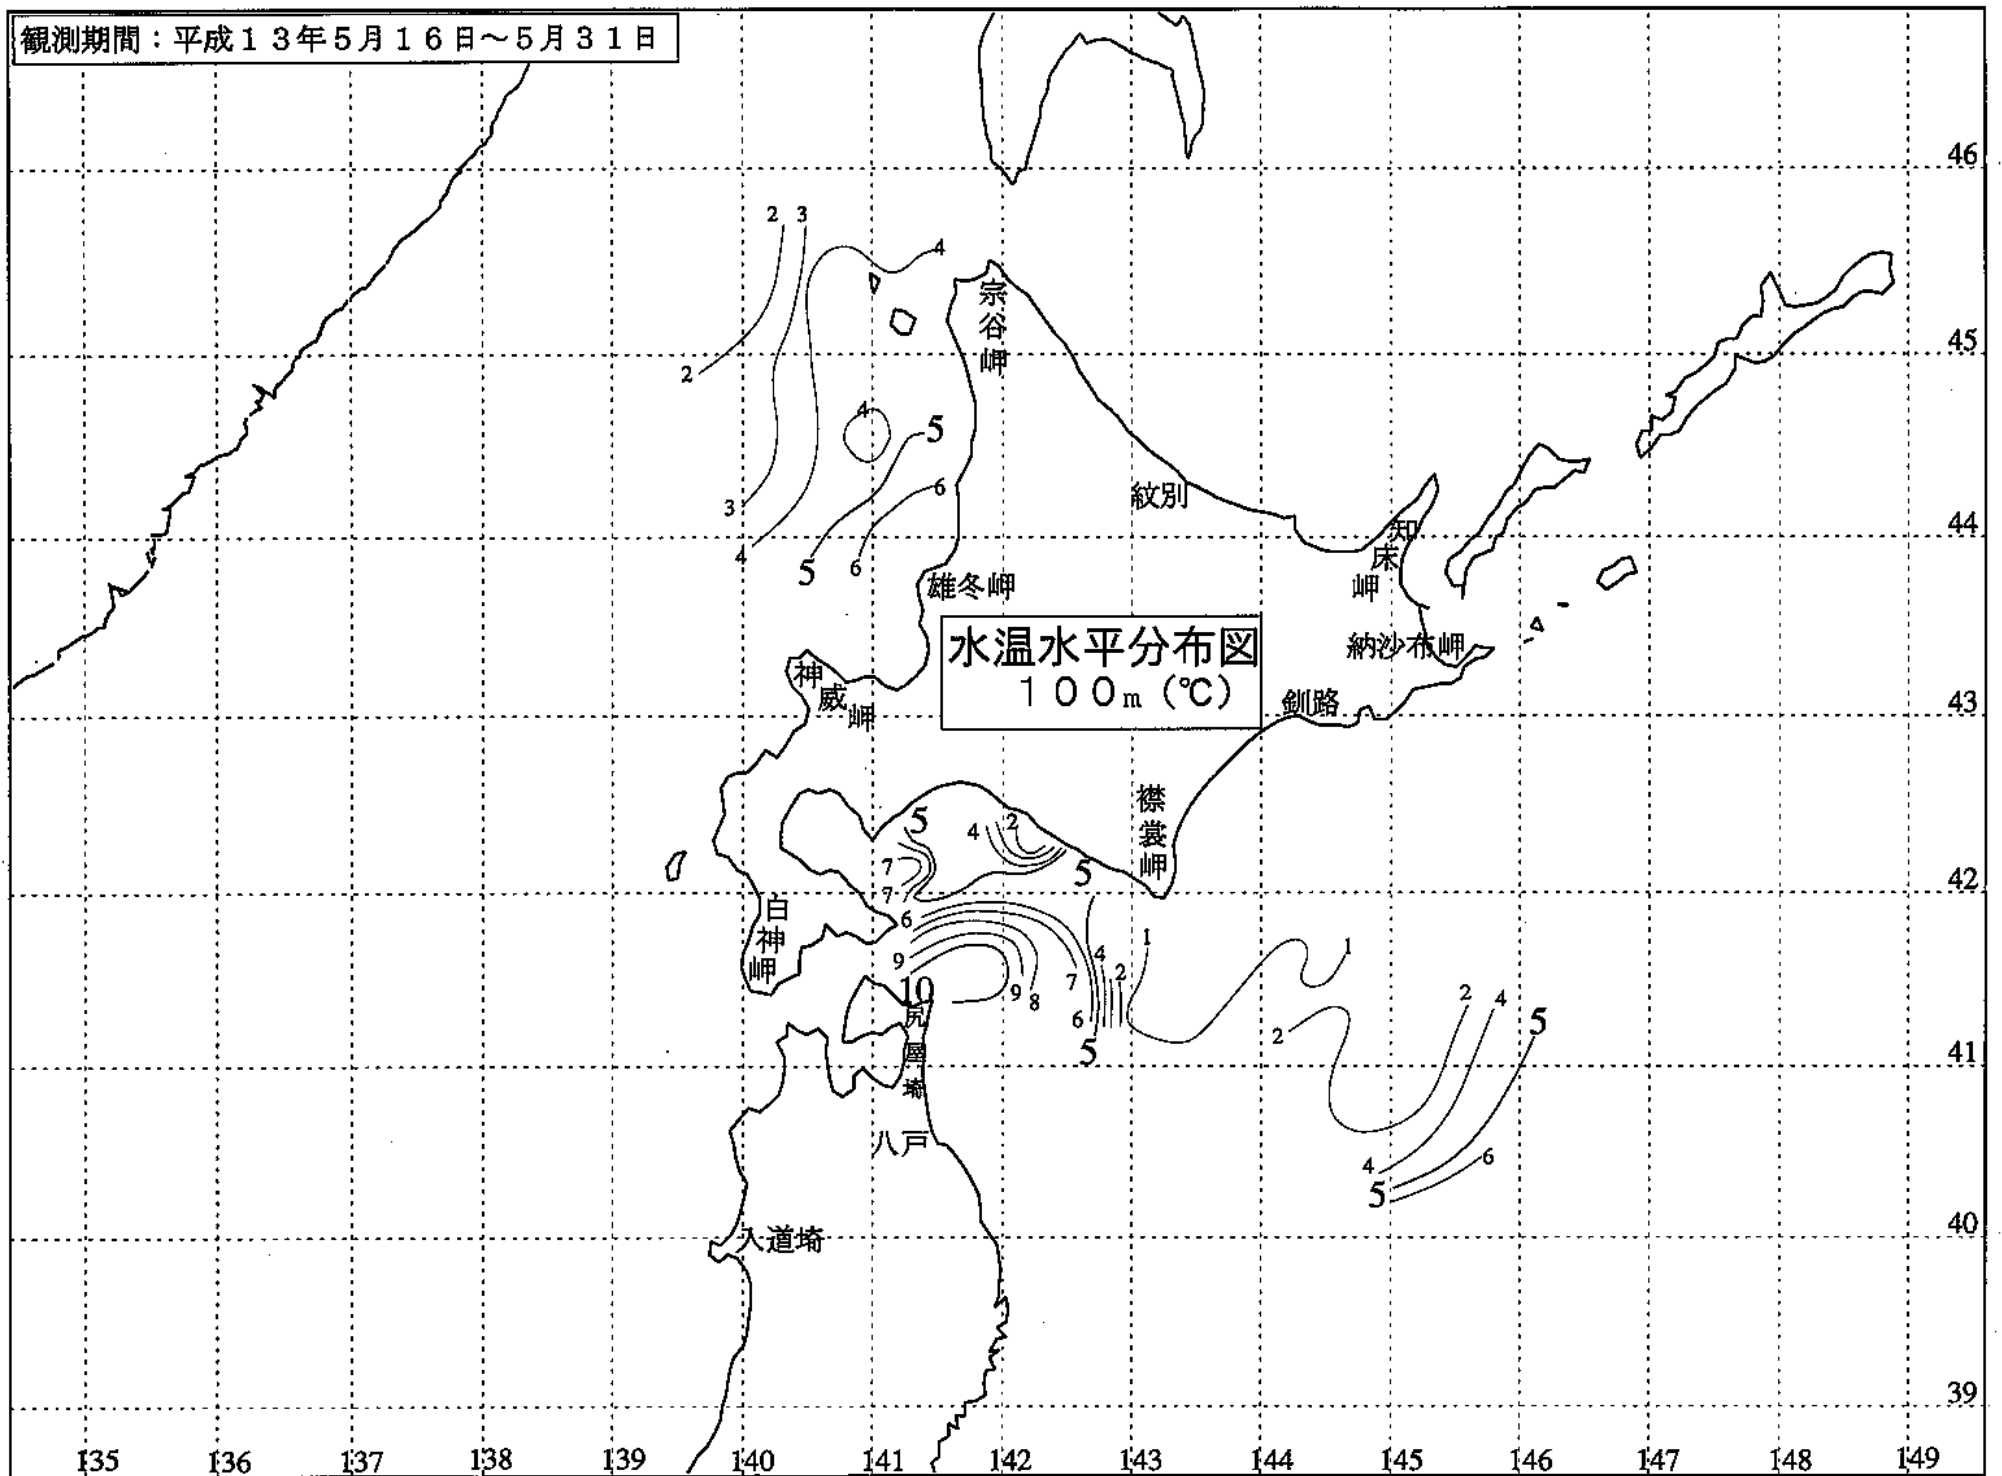 観測期間：平成１３年５月１６日～５月３１日
46
2 3
4
宗谷岬
45
2
4
5
6
紋別
3
44
知床岬
4
5
6
雄冬岬
水温水平分布図
１００ｍ（℃）
納沙布岬
神威岬
釧路
43
襟裳岬
5
4
2
7
5
7
42
白神岬
6
1
1
4
9
2
7
10
9
8
2
4
6
5
尻屋埼
2
5
41
八戸
6
4
5
40
入道埼
39
135 136 137 138 139 140 141 142 143 144 145 146 147 148 149